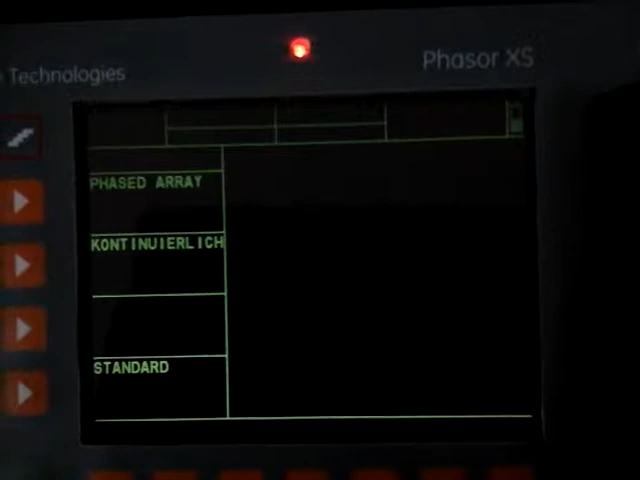 Technologies
Phasor XS
PHASED ARRAY
KONTINUIERLICH
STANDARD